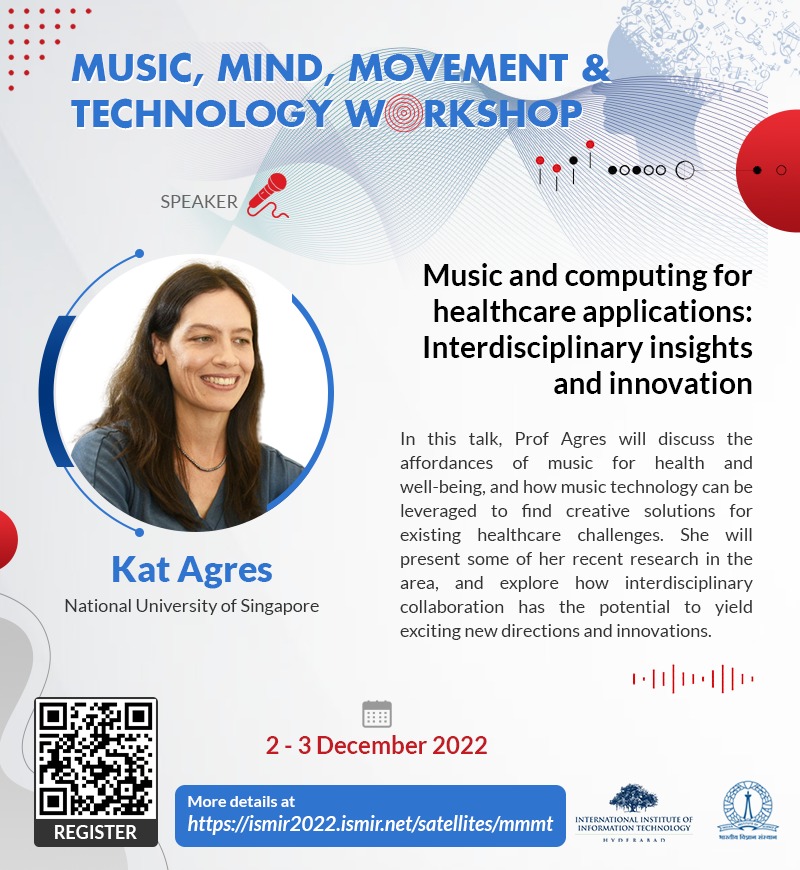 MUSIC, MIND, MOVEMENT &
TECHNOLOGY WORKSHOP
SPEAKER
Music and computing for
healthcare applications:
Interdisciplinary insights
and innovation
In this talk, Prof Agres will discuss the
affordances of music for health and
well-being, and how music technology can be
leveraged to find creative solutions for
existing healthcare challenges. She will
present some of her recent research in the
area, and explore how interdisciplinary
collaboration has the potential to yield
exciting new directions and innovations.
Kat Agres
National University of Singapore
2 - 3 December 2022
REGISTER
More details at
https://ismir2022.ismir.net/satellites/mmmt
INTERNATIONAL INSTITUTE OF
INFORMATION TECHNOLOGY
HYDERABAD
भारतीय विज्ञान संस्थान